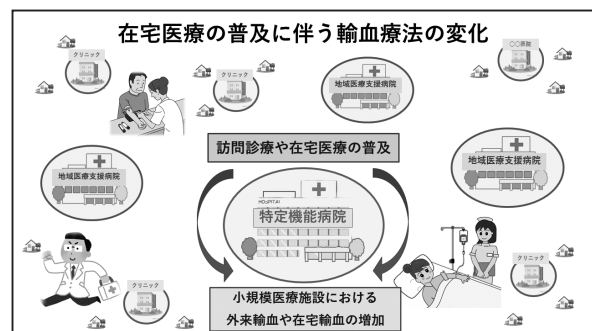 在宅医療の普及に伴う輸血療法の変化
クリニック
クリニック
地域医療支援病院
○○医院
訪問診療や在宅医療の普及
地域医療支援病院
地域医療支援病院
HOSPITAL
特定機能病院
クリニック
クリニック
小規模医療施設における
外来輸血や在宅輸血の増加